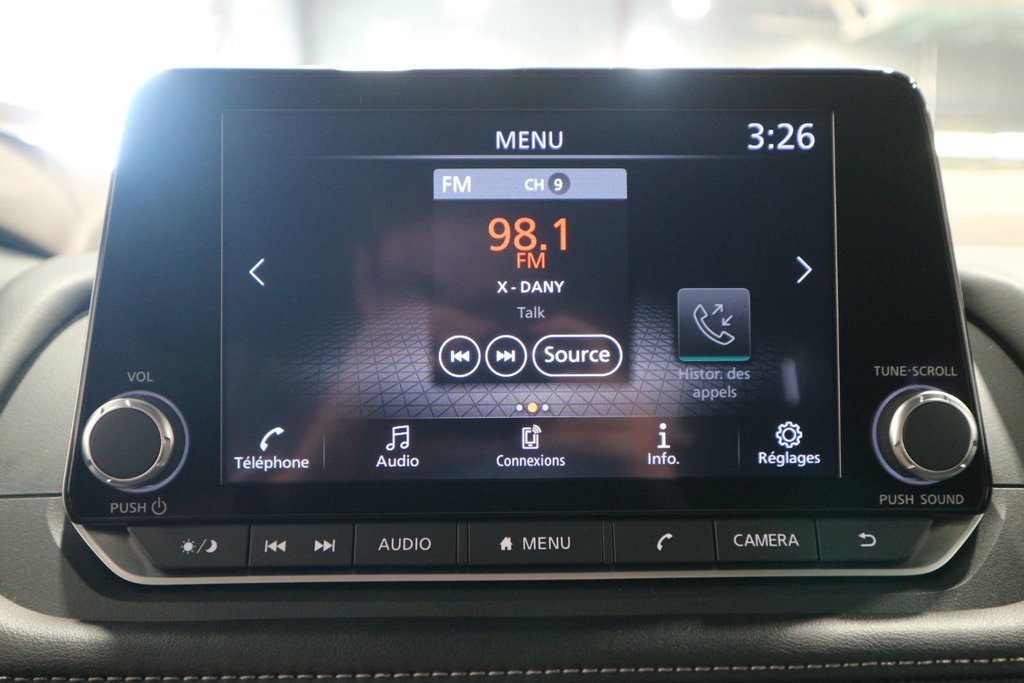 MENU
3:26
FM CH 9
98.1
FM
X - DANY
Talk
Source
Histor. des
appels
VOL
PUSH
TUNE·SCROLL
PUSH SOUND
Téléphone
Audio
Connexions
Info.
Réglages
AUDIO
MENU
CAMERA